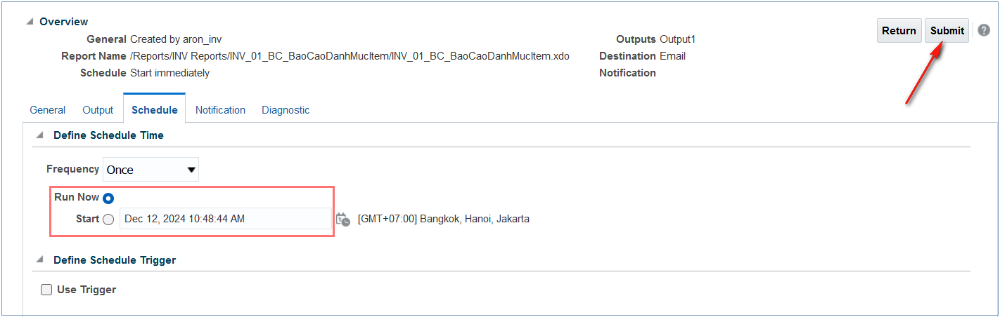 Overview
General Created by aron_inv
Report Name /Reports/INV Reports/INV_01_BC_BaoCaoDanhMucItem/INV_01_BC_BaoCaoDanhMucItem.xdo
Schedule Start immediately
Outputs Output1
Destination Email
Notification
Return Submit ?
General Output Schedule Notification Diagnostic
Define Schedule Time
Frequency Once
Run Now
Start Dec 12, 2024 10:48:44 AM [GMT+07:00] Bangkok, Hanoi, Jakarta
Define Schedule Trigger
Use Trigger